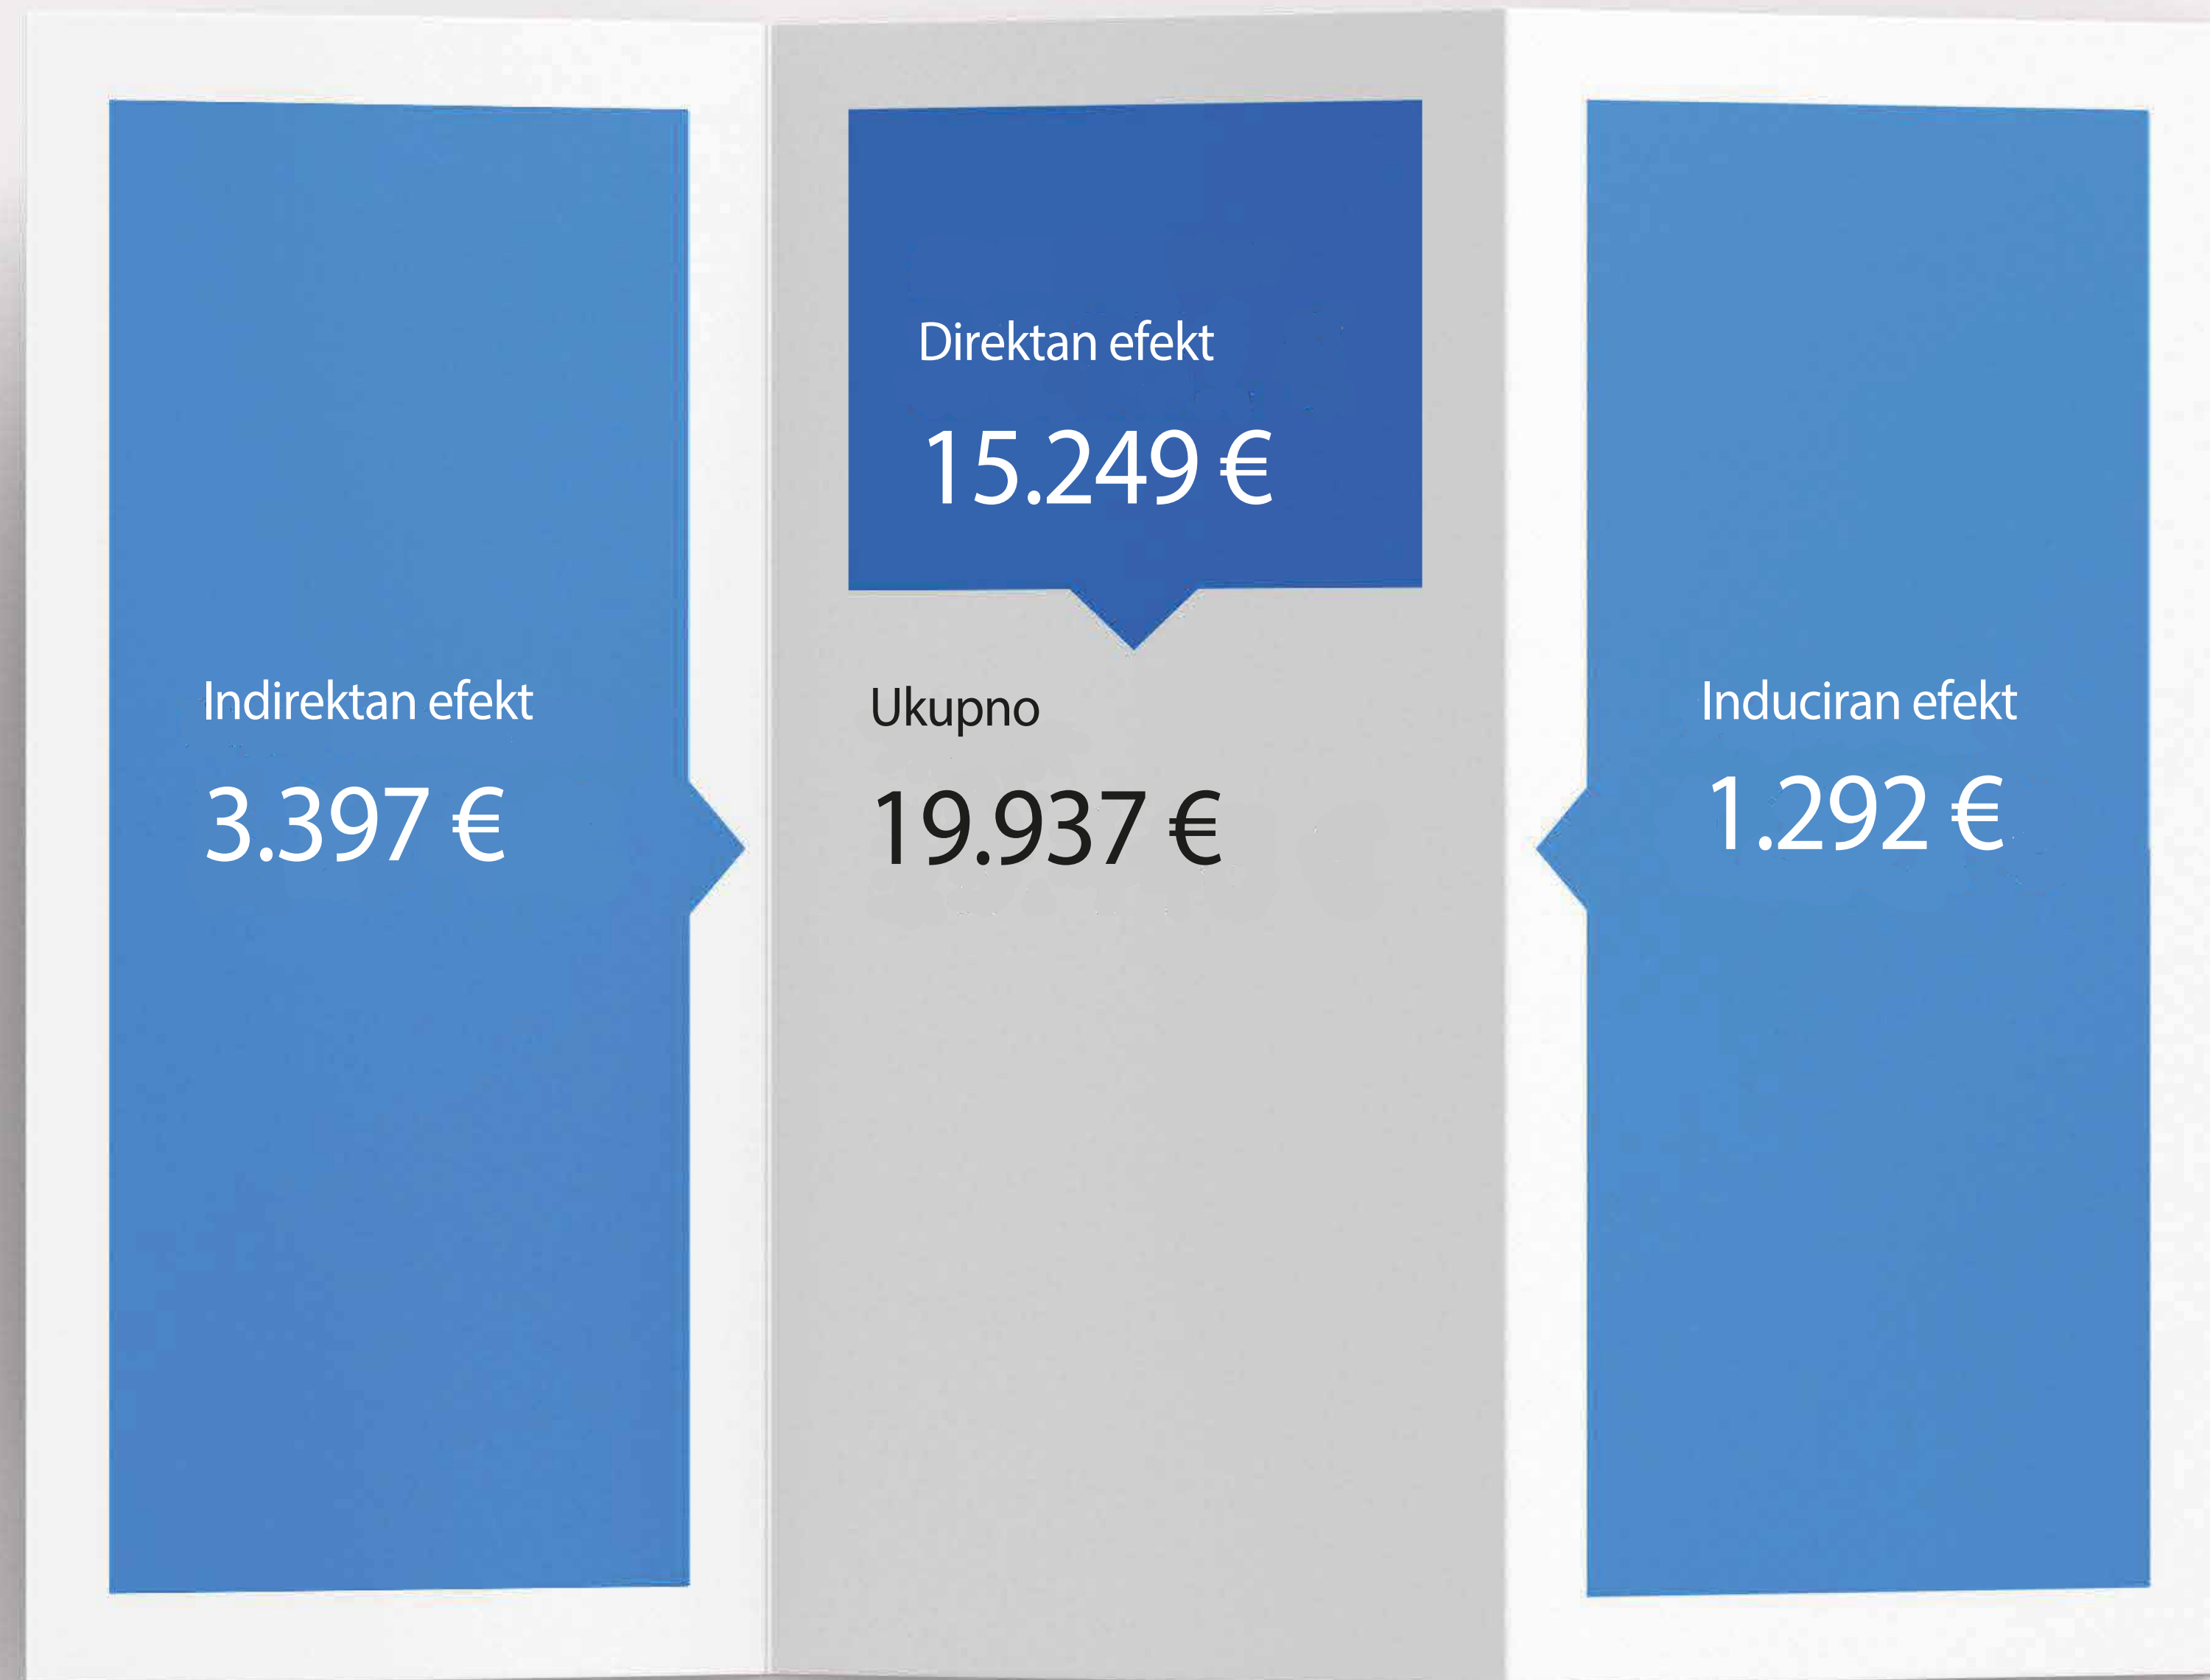 Indirektan efekt
3.397 €
Direktan efekt
15.249 €
Ukupno
19.937 €
Induciran efekt
1.292 €